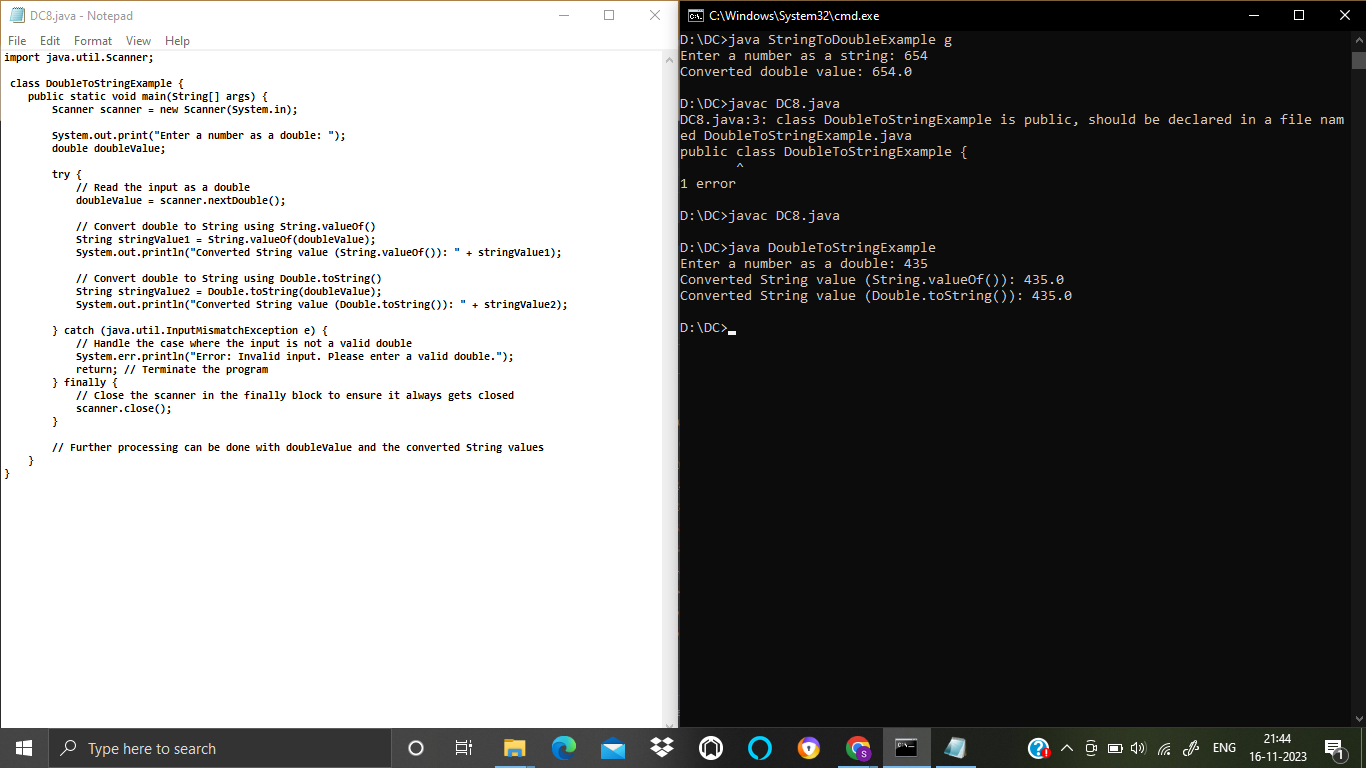 DC8.java - Notepad
File Edit Format View Help
import java.util.Scanner;
class DoubleToStringExample {
public static void main(String[] args) {
Scanner scanner = new Scanner(System.in);
System.out.print("Enter a number as a double: ");
double doubleValue;
try {
// Read the input as a double
doubleValue = scanner.nextDouble();
// Convert double to String using String.valueOf()
String stringValue1 = String.valueOf(doubleValue);
System.out.println("Converted String value (String.valueOf()): " + stringValue1);
// Convert double to String using Double.toString()
String stringValue2 = Double.toString(doubleValue);
System.out.println("Converted String value (Double.toString()): " + stringValue2);
} catch (java.util.InputMismatchException e) {
// Handle the case where the input is not a valid double
System.err.println("Error: Invalid input. Please enter a valid double.");
return; // Terminate the program
} finally {
// Close the scanner in the finally block to ensure it always gets closed
scanner.close();
}
// Further processing can be done with doubleValue and the converted String values
}
}
C:\Windows\System32\cmd.exe
D:\DC>java StringToDoubleExample g
Enter a number as a string: 654
Converted double value: 654.0
D:\DC>javac DC8.java
DC8.java:3: class DoubleToStringExample is public, should be declared in a file nam
ed DoubleToStringExample.java
public class DoubleToStringExample {
^
1 error
D:\DC>javac DC8.java
D:\DC>java DoubleToStringExample
Enter a number as a double: 435
Converted String value (String.valueOf()): 435.0
Converted String value (Double.toString()): 435.0
D:\DC>
Type here to search
S
ENG
21:44
16-11-2023
1